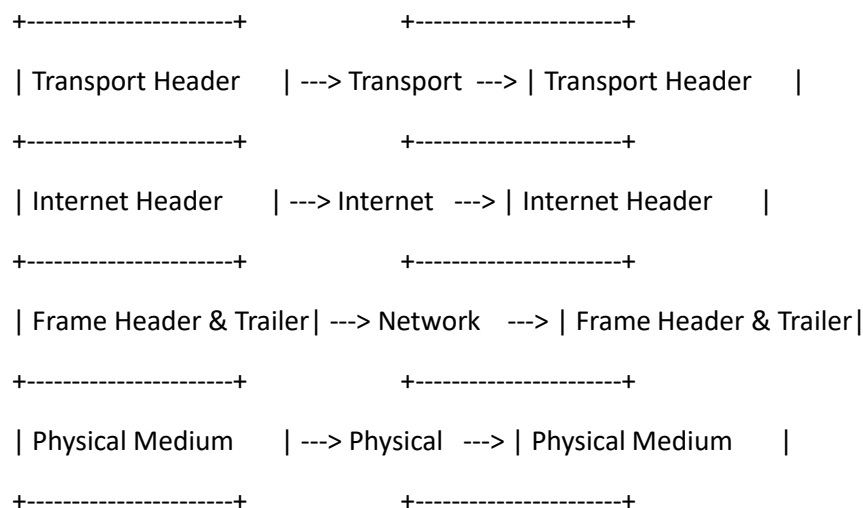 +-----------------------+ +-----------------------+
| Transport Header | ---> Transport ---> | Transport Header |
+-----------------------+ +-----------------------+
| Internet Header | ---> Internet ---> | Internet Header |
+-----------------------+ +-----------------------+
| Frame Header & Trailer| ---> Network ---> | Frame Header & Trailer|
+-----------------------+ +-----------------------+
| Physical Medium | ---> Physical ---> | Physical Medium |
+-----------------------+ +-----------------------+